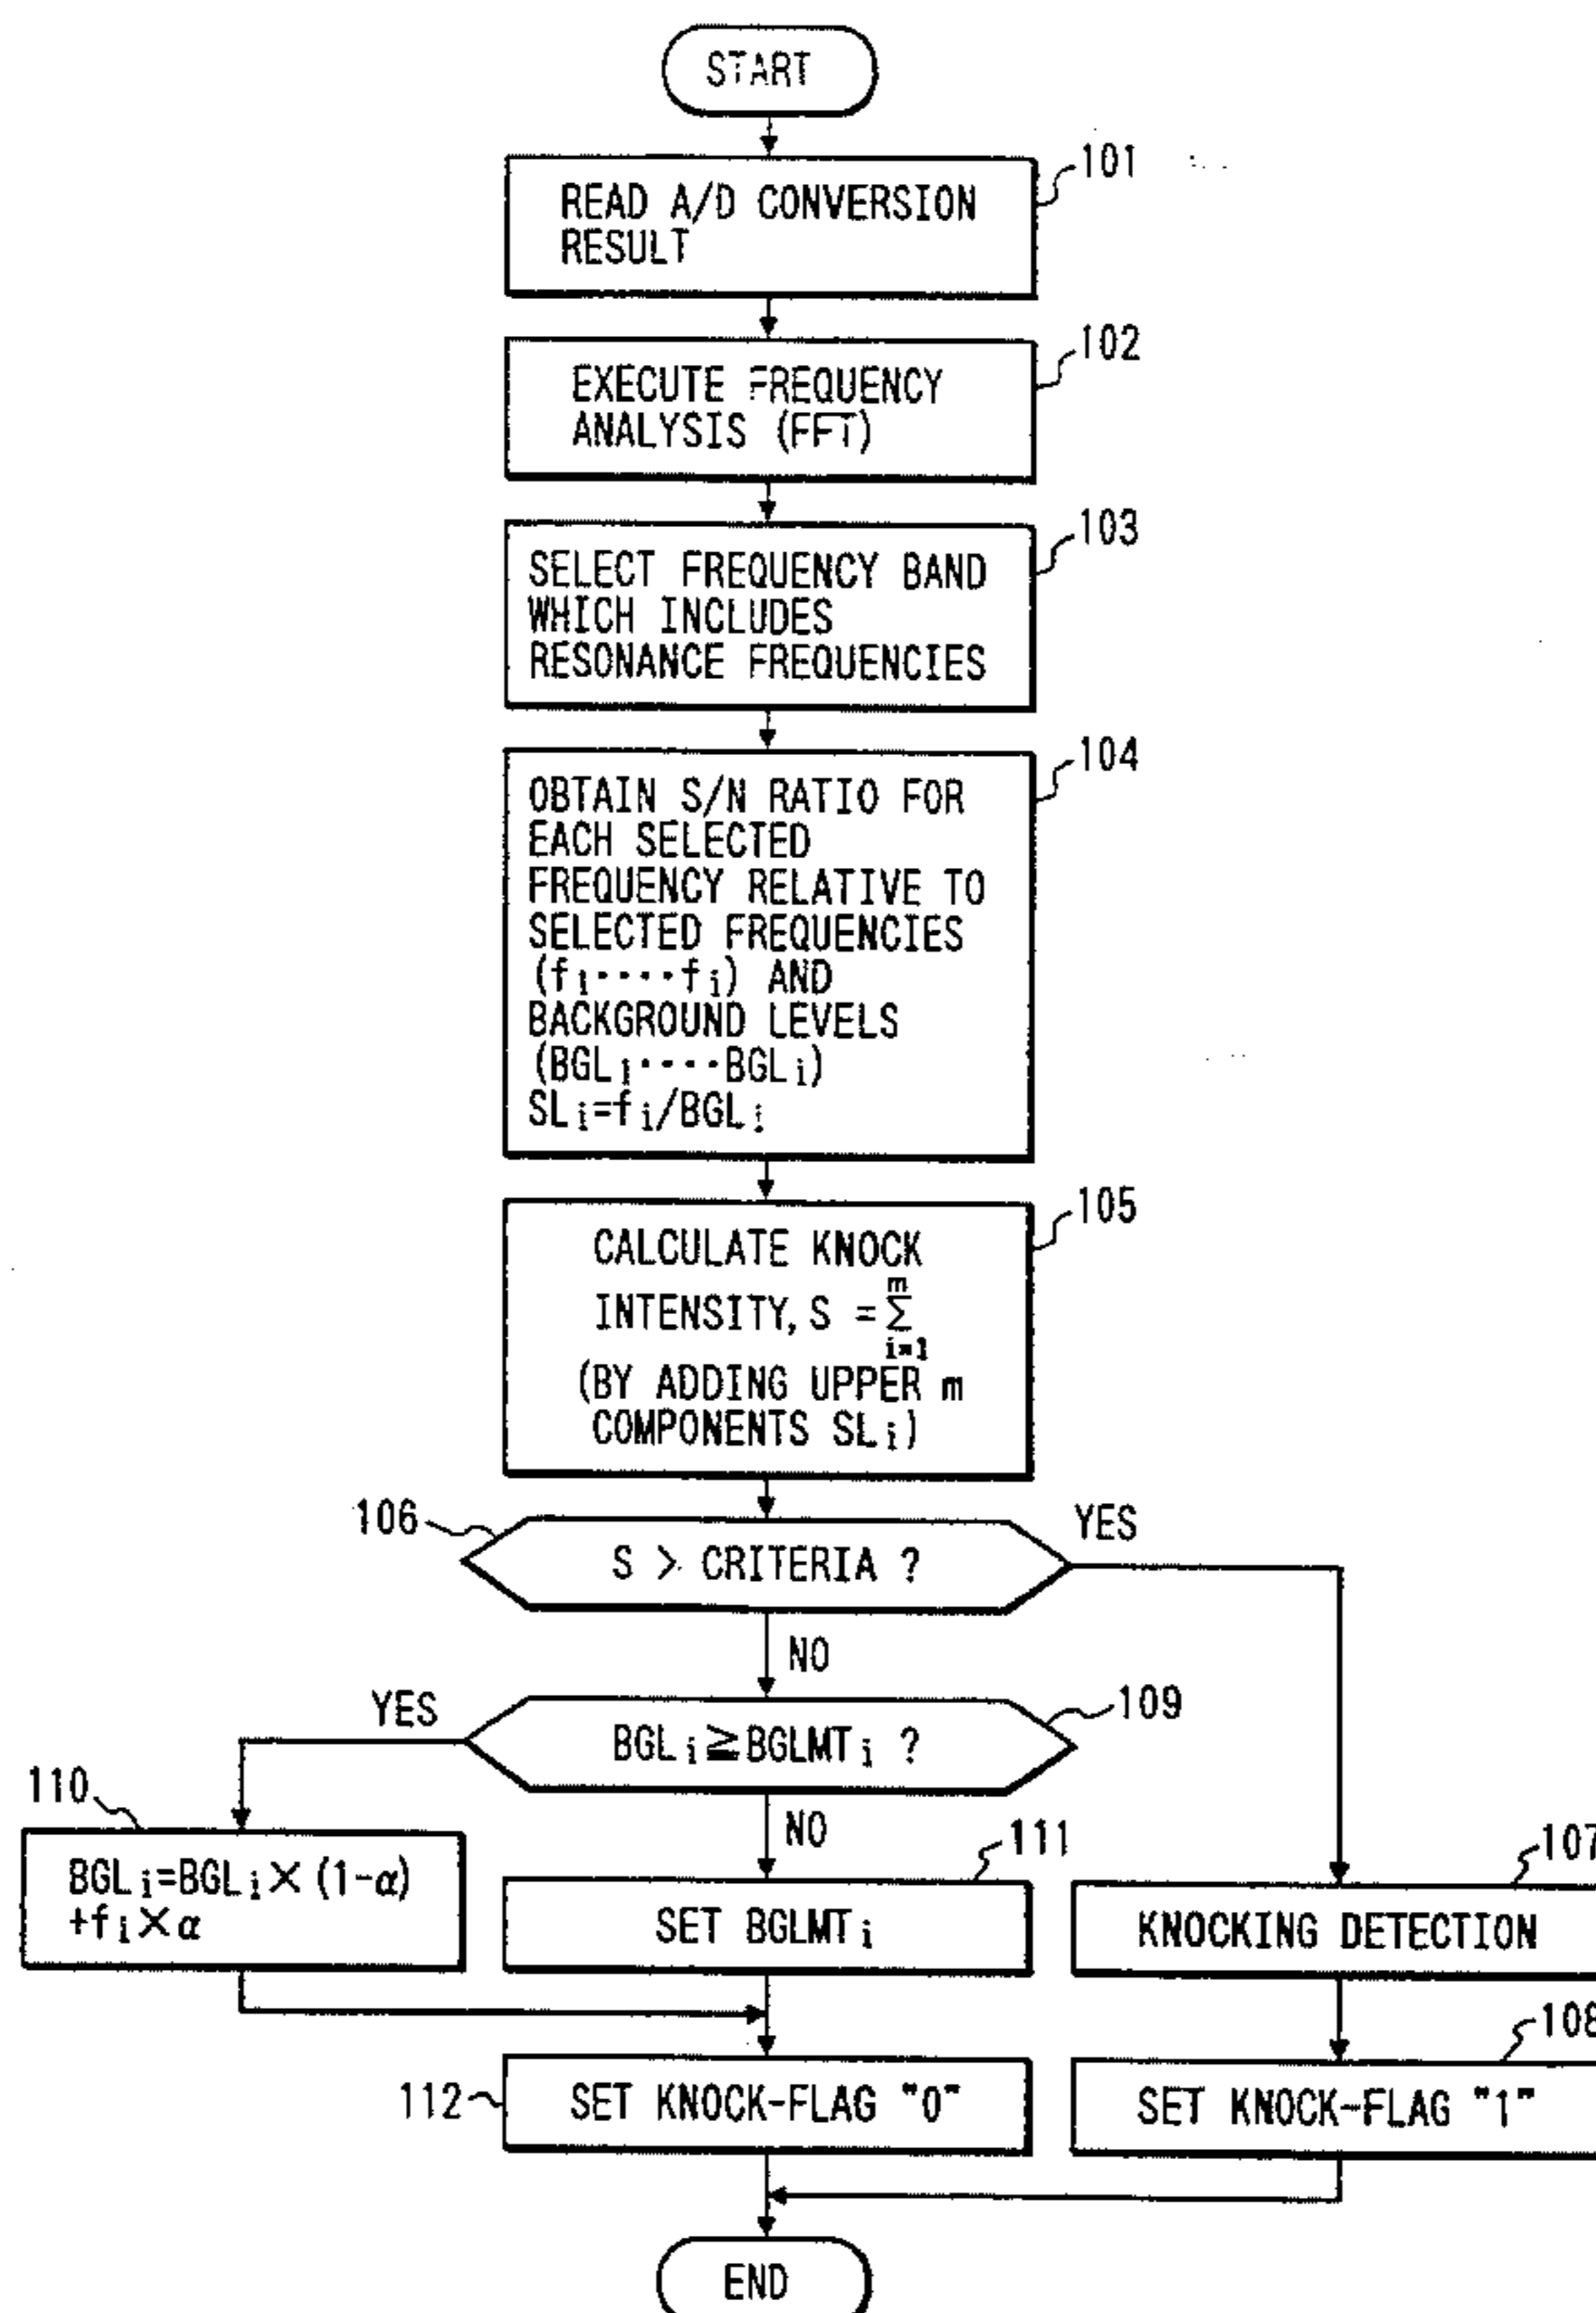 START
101
READ A/D CONVERSION
RESULT
102
EXECUTE FREQUENCY
ANALYSIS (FFT)
103
SELECT FREQUENCY BAND
WHICH INCLUDES
RESONANCE FREQUENCIES
104
OBTAIN S/N RATIO FOR
EACH SELECTED
FREQUENCY RELATIVE TO
SELECTED FREQUENCIES
(f₁····fᵢ) AND
BACKGROUND LEVELS
(BGL₁····BGLᵢ)
SLᵢ=fᵢ/BGLᵢ
105
CALCULATE KNOCK
INTENSITY, S = m∑i=1
(BY ADDING UPPER m
COMPONENTS SLᵢ)
106
S > CRITERIA ?
YES
NO
109
BGLᵢ≧BGLMTᵢ ?
YES
NO
110
BGLᵢ=BGLᵢ×(1-α)
+fᵢ×α
111
SET BGLMTᵢ
107
KNOCKING DETECTION
112
SET KNOCK-FLAG "0"
108
SET KNOCK-FLAG "1"
END